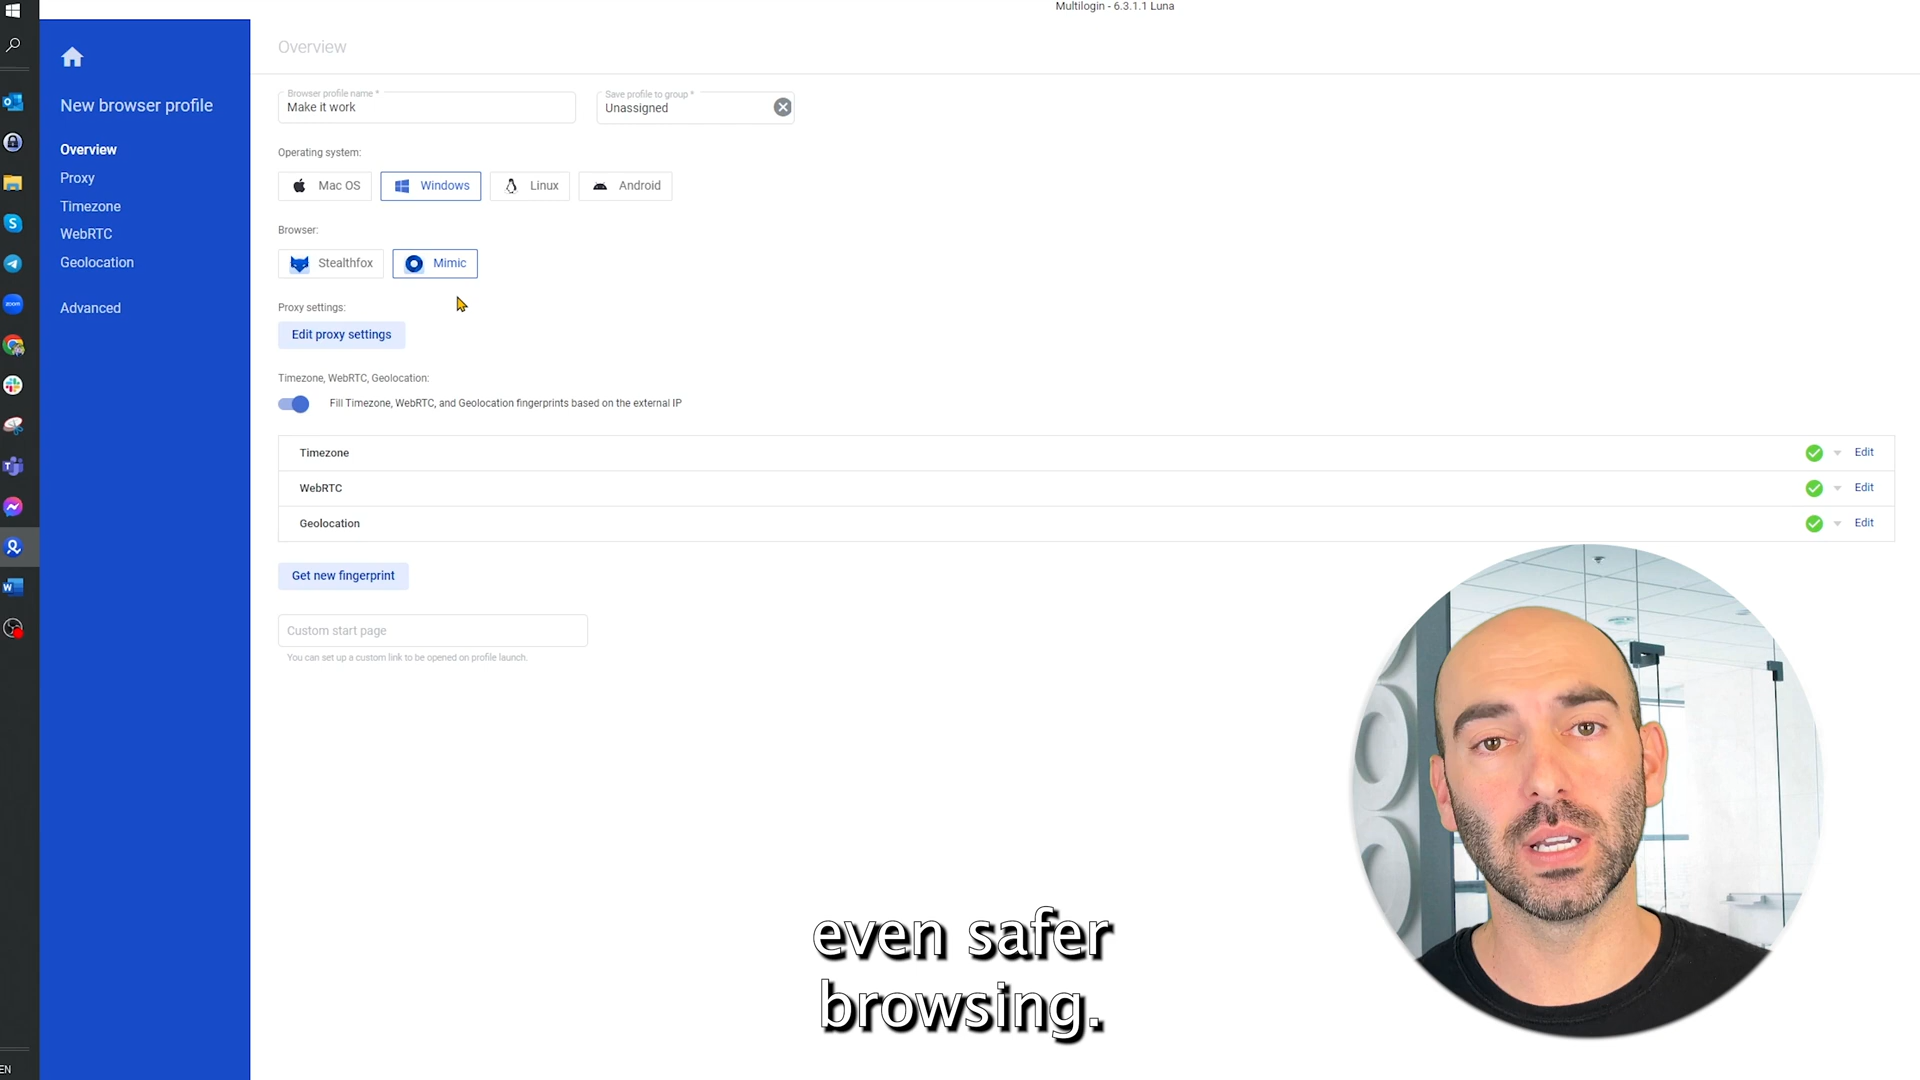 Multilogin - 6.3.1.1 Luna
Overview
New browser profile
Overview
Proxy
Timezone
WebRTC
Geolocation
Advanced
Browser profile name *
Make it work
Save profile to group *
Unassigned
Operating system:
Mac OS
Windows
Linux
Android
Browser:
Stealthfox
Mimic
Proxy settings:
Edit proxy settings
Timezone, WebRTC, Geolocation:
Fill Timezone, WebRTC, and Geolocation fingerprints based on the external IP
Timezone Edit
WebRTC Edit
Geolocation Edit
Get new fingerprint
Custom start page
You can set up a custom link to be opened on profile launch.
even safer
browsing.
zoom
EN